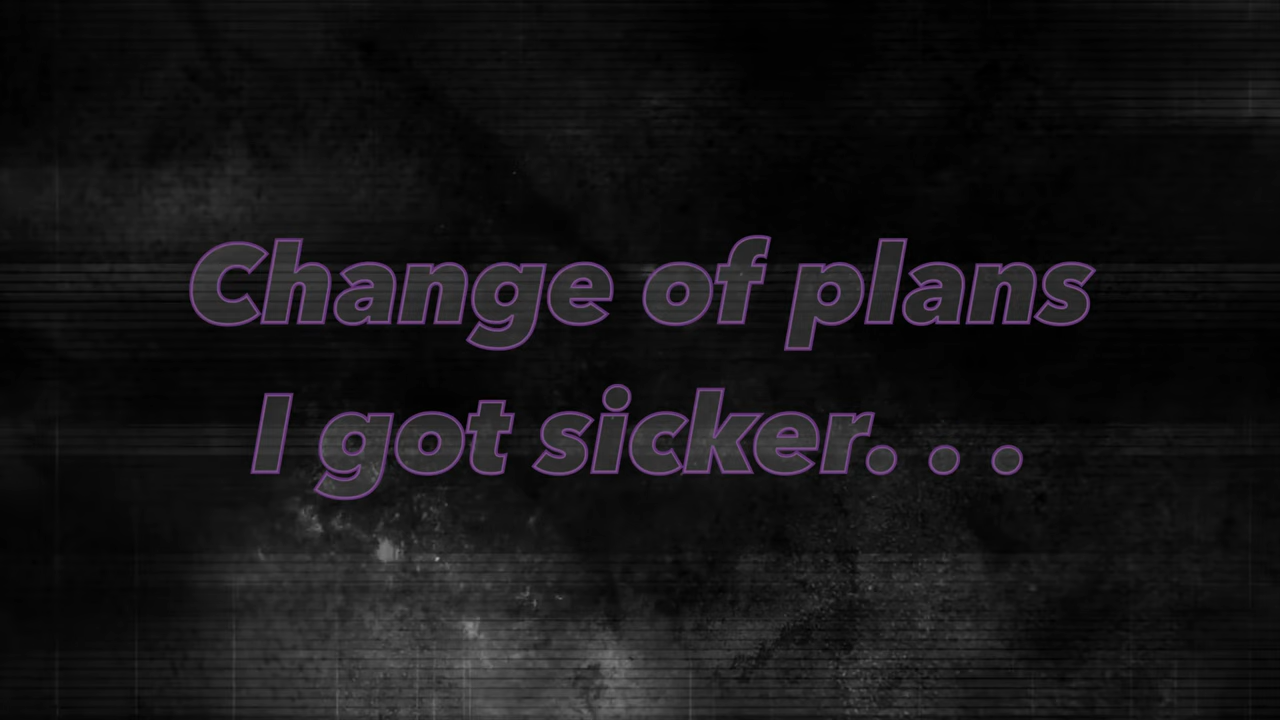 Change of plans
I got sicker. . .